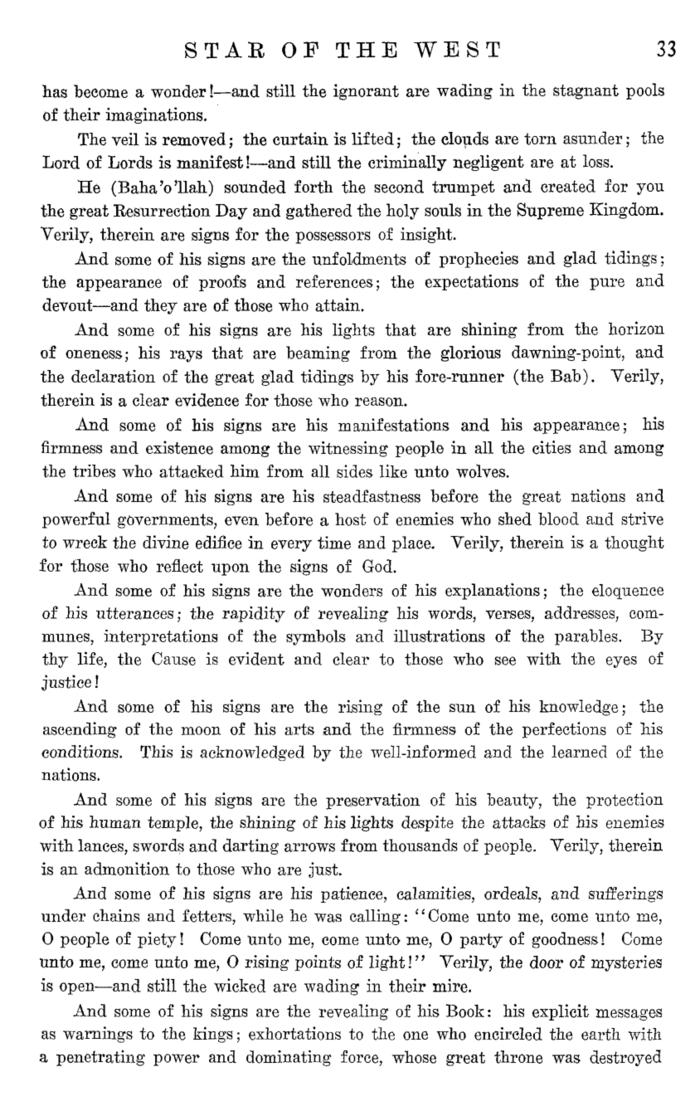 STAR OF THE WEST 33
has become a wonder!—and still the ignorant are wading in the stagnant pools
of their imaginations.
The veil is removed; the curtain is lifted; the clouds are torn asunder; the
Lord of Lords is manifest!—and still the criminally negligent are at loss.
He (Baha'o'llah) sounded forth the second trumpet and created for you
the great Resurrection Day and gathered the holy souls in the Supreme Kingdom.
Verily, therein are signs for the possessors of insight.
And some of his signs are the unfoldments of prophecies and glad tidings;
the appearance of proofs and references; the expectations of the pure and
devout—and they are of those who attain.
And some of his signs are his lights that are shining from the horizon
of oneness; his rays that are beaming from the glorious dawning-point, and
the declaration of the great glad tidings by his fore-runner (the Bab). Verily,
therein is a clear evidence for those who reason.
And some of his signs are his manifestations and his appearance; his
firmness and existence among the witnessing people in all the cities and among
the tribes who attacked him from all sides like unto wolves.
And some of his signs are his steadfastness before the great nations and
powerful governments, even before a host of enemies who shed blood and strive
to wreck the divine edifice in every time and place. Verily, therein is a thought
for those who reflect upon the signs of God.
And some of his signs are the wonders of his explanations; the eloquence
of his utterances; the rapidity of revealing his words, verses, addresses, com-
munes, interpretations of the symbols and illustrations of the parables. By
thy life, the Cause is evident and clear to those who see with the eyes of
justice!
And some of his signs are the rising of the sun of his knowledge; the
ascending of the moon of his arts and the firmness of the perfections of his
conditions. This is acknowledged by the well-informed and the learned of the
nations.
And some of his signs are the preservation of his beauty, the protection
of his human temple, the shining of his lights despite the attacks of his enemies
with lances, swords and darting arrows from thousands of people. Verily, therein
is an admonition to those who are just.
And some of his signs are his patience, calamities, ordeals, and sufferings
under chains and fetters, while he was calling: "Come unto me, come unto me,
O people of piety! Come unto me, come unto me, O party of goodness! Come
unto me, come unto me, O rising points of light!" Verily, the door of mysteries
is open—and still the wicked are wading in their mire.
And some of his signs are the revealing of his Book: his explicit messages
as warnings to the kings; exhortations to the one who encircled the earth with
a penetrating power and dominating force, whose great throne was destroyed